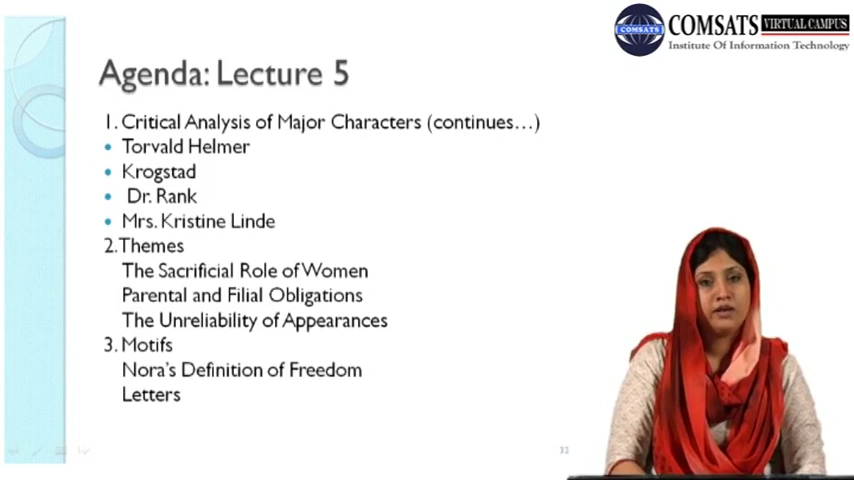 COMSATS VIRTUAL CAMPUS
COMSATS
Institute Of Information Technology
Agenda: Lecture 5
1. Critical Analysis of Major Characters (continues...)
• Torvald Helmer
• Krogstad
• Dr. Rank
• Mrs. Kristine Linde
2.Themes
The Sacrificial Role of Women
Parental and Filial Obligations
The Unreliability of Appearances
3. Motifs
Nora's Definition of Freedom
Letters
32